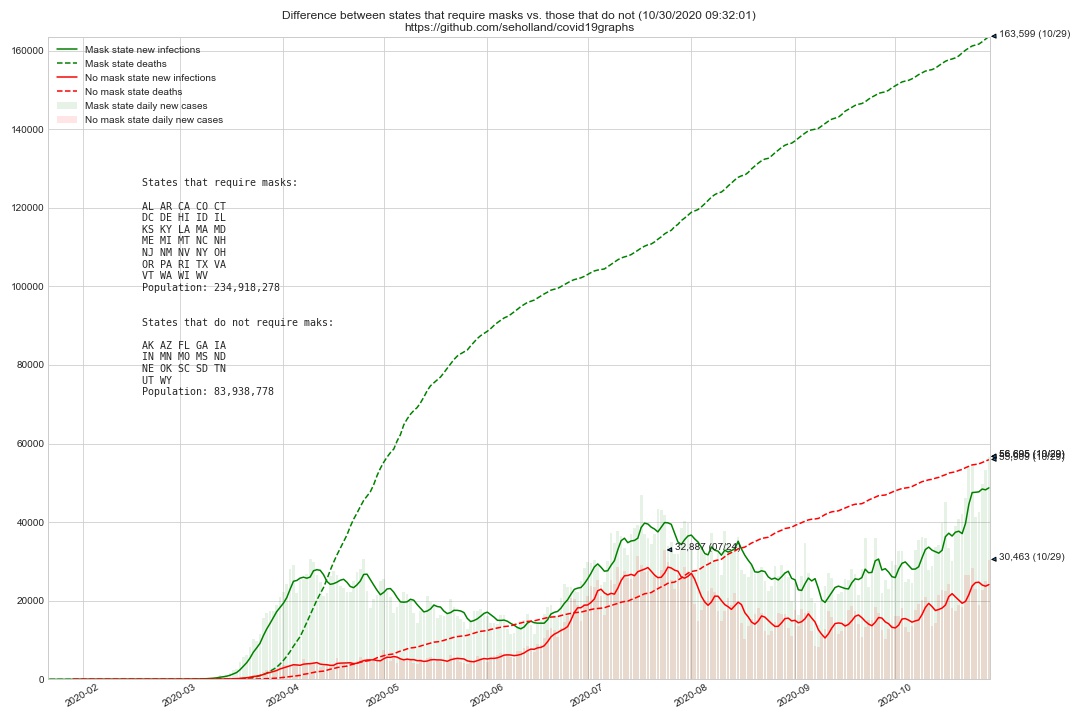 Difference between states that require masks vs. those that do not (10/30/2020 09:32:01)
https://github.com/seholland/covid19graphs
Mask state new infections
Mask state deaths
No mask state new infections
No mask state deaths
Mask state daily new cases
No mask state daily new cases
States that require masks:
AL AR CA CO CT
DC DE HI ID IL
KS KY LA MA MD
ME MI MT NC NH
NJ NM NV NY OH
OR PA RI TX VA
VT WA WI WV
Population: 234,918,278
States that do not require maks:
AK AZ FL GA IA
IN MN MO MS ND
NE OK SC SD TN
UT WY
Population: 83,938,778
163,599 (10/29)
(10/29)
32,887 (07/24)
30,463 (10/29)
160000
140000
120000
100000
80000
60000
40000
20000
0
2020-02
2020-03
2020-04
2020-05
2020-06
2020-07
2020-08
2020-09
2020-10